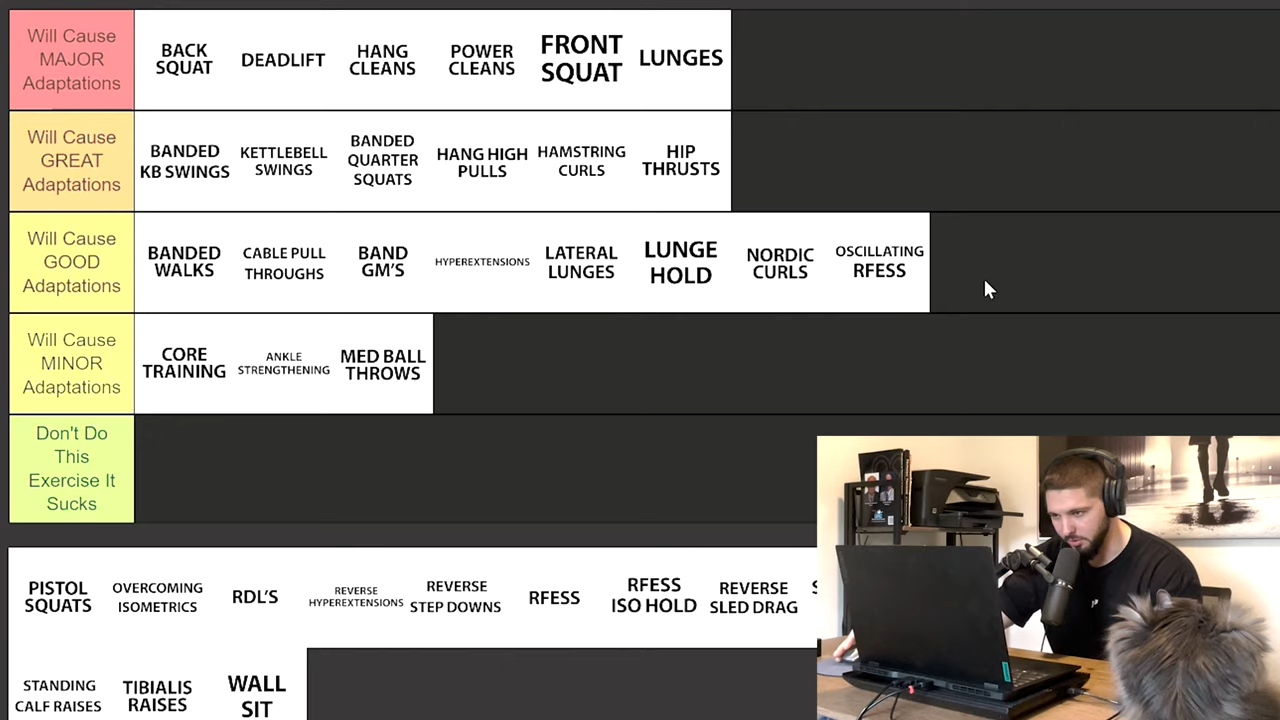 Will Cause
MAJOR
Adaptations
BACK
SQUAT
DEADLIFT
HANG
CLEANS
POWER
CLEANS
FRONT
SQUAT
LUNGES
Will Cause
GREAT
Adaptations
BANDED
KB SWINGS
KETTLEBELL
SWINGS
BANDED
QUARTER
SQUATS
HANG HIGH
PULLS
HAMSTRING
CURLS
HIP
THRUSTS
Will Cause
GOOD
Adaptations
BANDED
WALKS
CABLE PULL
THROUGHS
BAND
GM'S
HYPEREXTENSIONS
LATERAL
LUNGES
LUNGE
HOLD
NORDIC
CURLS
OSCILLATING
RFESS
Will Cause
MINOR
Adaptations
CORE
TRAINING
ANKLE
STRENGTHENING
MED BALL
THROWS
Don't Do
This
Exercise It
Sucks
PISTOL
SQUATS
OVERCOMING
ISOMETRICS
RDL'S
REVERSE
HYPEREXTENSIONS
REVERSE
STEP DOWNS
RFESS
RFESS
ISO HOLD
REVERSE
SLED DRAG
STANDING
CALF RAISES
TIBIALIS
RAISES
WALL
SIT